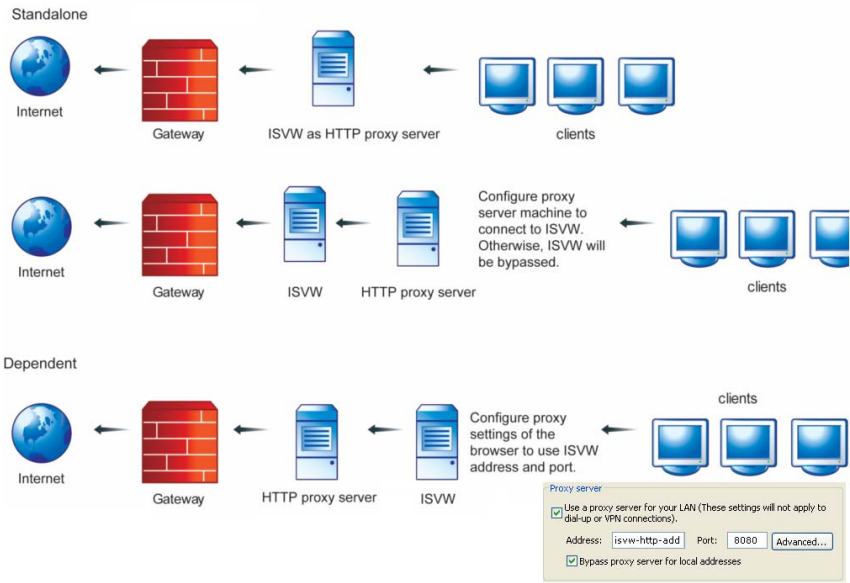 Standalone
Internet
Gateway
ISVW as HTTP proxy server
clients
Configure proxy
server machine to
connect to ISVW.
Otherwise, ISVW will
be bypassed.
Internet
Gateway
ISVW
HTTP proxy server
clients
Dependent
clients
Configure proxy
settings of the
browser to use ISVW
address and port.
Internet
Gateway
HTTP proxy server
ISVW
Proxy server
Use a proxy server for your LAN (These settings will not apply to
dial-up or VPN connections).
Address: isvw-http-add Port: 8080 Advanced...
Bypass proxy server for local addresses